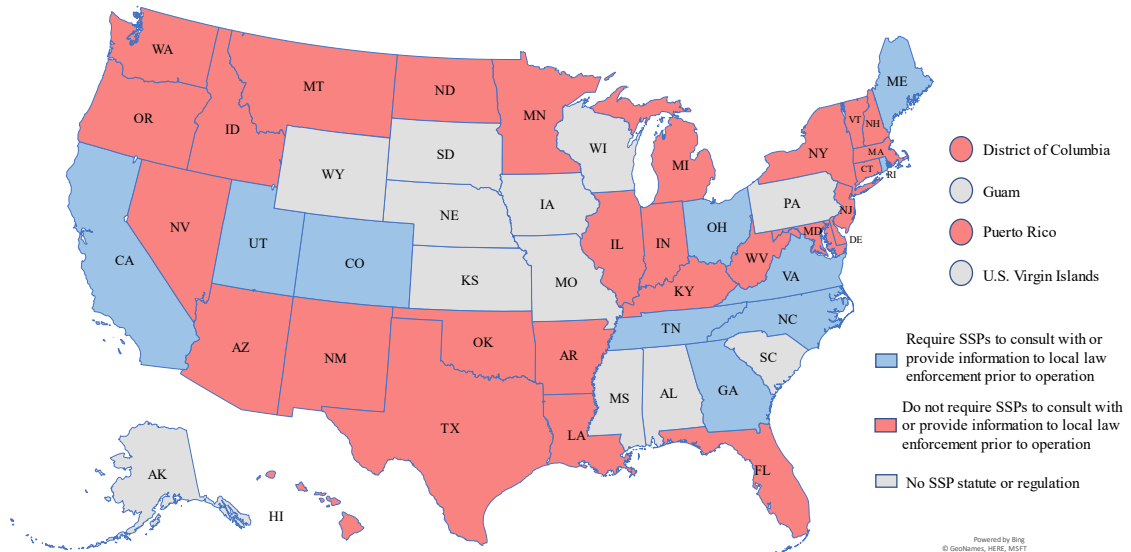 WA
MT
ND
MN
OR
ID
WY
SD
WI
MI
NY
VT
NH
ME
MA
CT
RI
NV
UT
CO
CA
NE
IA
KS
MO
IL
IN
OH
PA
NJ
MD
DE
WV
VA
KY
NC
TN
SC
AZ
NM
OK
AR
MS
AL
GA
TX
LA
FL
AK
HI
District of Columbia
Guam
Puerto Rico
U.S. Virgin Islands
Require SSPs to consult with or
provide information to local law
enforcement prior to operation
Do not require SSPs to consult with
or provide information to local law
enforcement prior to operation
No SSP statute or regulation
Powered by Bing
© GeoNames, HERE, MSFT